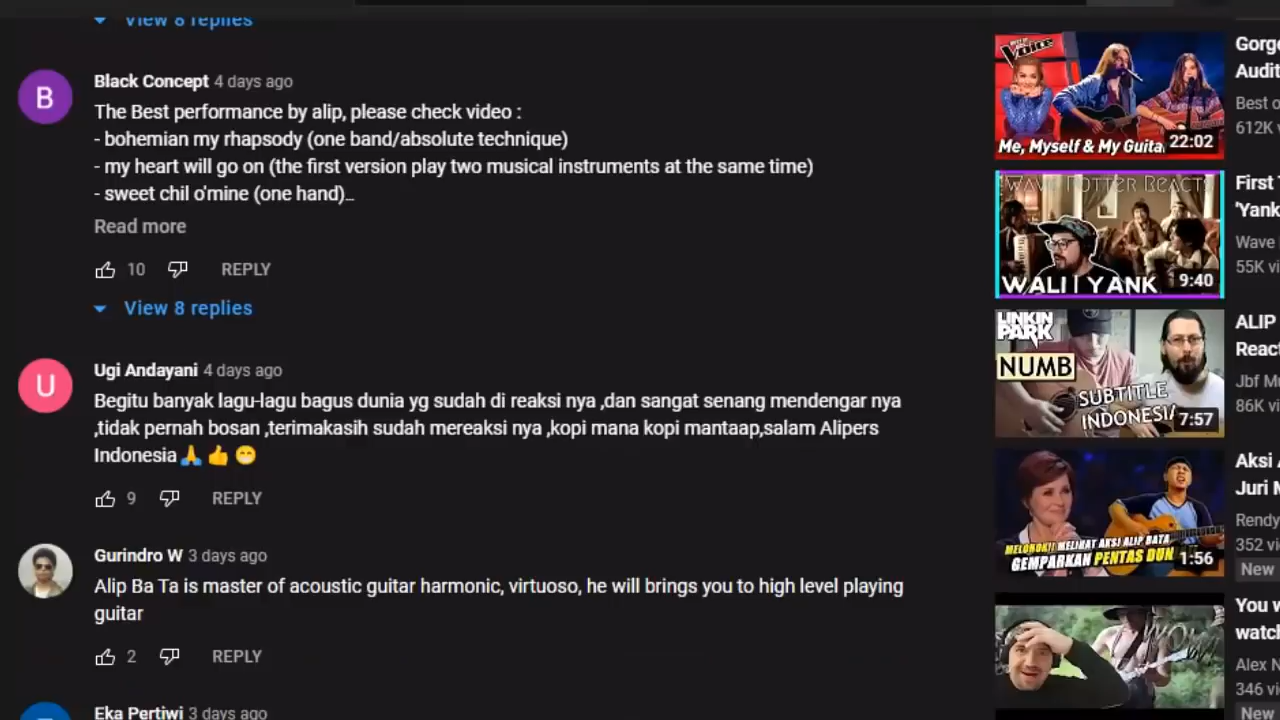 View 8 replies
Black Concept 4 days ago
The Best performance by alip, please check video :
- bohemian my rhapsody (one band/absolute technique)
- my heart will go on (the first version play two musical instruments at the same time)
- sweet chil o'mine (one hand)_
Read more
10 REPLY
View 8 replies
U
Ugi Andayani 4 days ago
Begitu banyak lagu-lagu bagus dunia yg sudah di reaksi nya ,dan sangat senang mendengar nya
,tidak pernah bosan ,terimakasih sudah mereaksi nya ,kopi mana kopi mantaap,salam Alipers
Indonesia 🙏 👍 😁
9 REPLY
Gurindro W 3 days ago
Alip Ba Ta is master of acoustic guitar harmonic, virtuoso, he will brings you to high level playing
guitar
2 REPLY
Eka Pertiwi 3 days ago
B
Voice
Me, Myself & My Guita
22:02
Gorge
Audit
Best o
612K
WAVE POTTER REACTS
WALI | YANK
9:40
First
'Yank
Wave
55K vi
LINKIN
PARK
NUMB
SUBTITLE
INDONESIA
7:57
ALIP
React
Jbf Mu
86K vi
MELOHOK!! MELIHAT AKSI ALIP BATA
GEMPARKAN PENTAS DUN
1:56
Aksi
Juri M
Rendy
352 vi
New
You w
watch
Alex N
346 vi
New